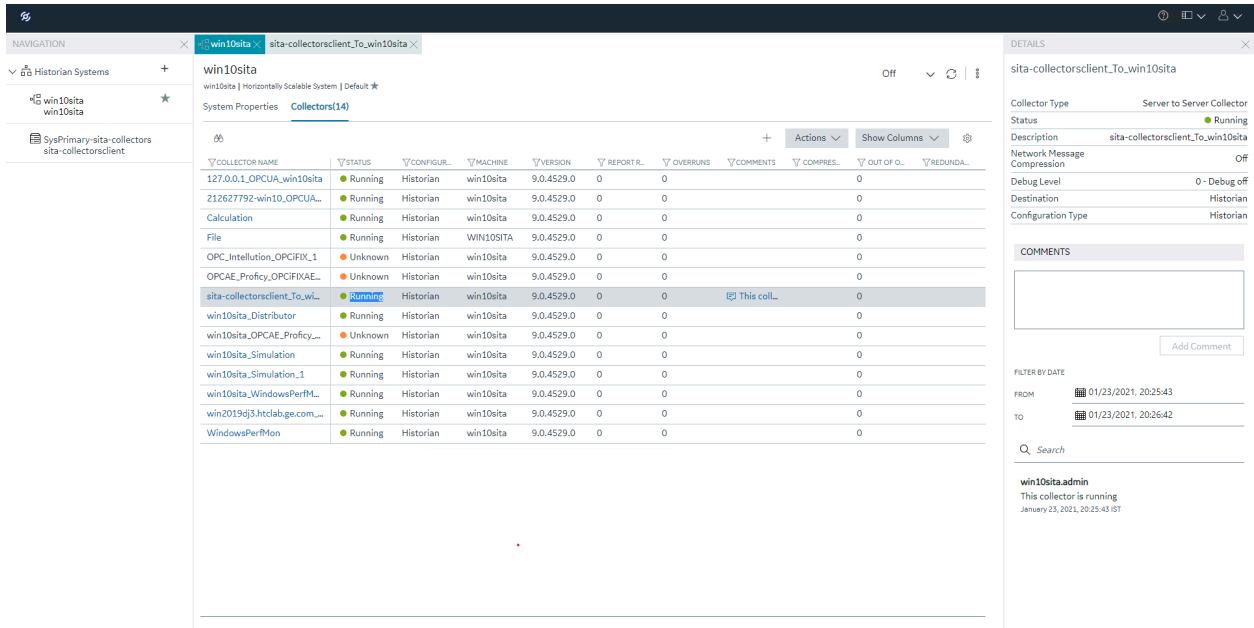 NAVIGATION
Historian Systems
win10sita
win10sita
SysPrimary-sita-collectors
sita-collectorsclient
win10sita
sita-collectorsclient_To_win10sita
win10sita
win10sita | Horizontally Scalable System | Default
Off
System Properties Collectors(14)
Actions Show Columns
COLLECTOR NAME STATUS CONFIGUR... MACHINE VERSION REPORT R... OVERRUNS COMMENTS COMPRES... OUT OF O... REDUNDA...
127.0.0.1_OPCUA_win10sita Running Historian win10sita 9.0.4529.0 0 0 0
212627792-win10_OPCUA... Running Historian win10sita 9.0.4529.0 0 0 0
Calculation Running Historian win10sita 9.0.4529.0 0 0 0
File Running Historian WIN10SITA 9.0.4529.0 0 0 0
OPC_Intellution_OPCiFIX_1 Unknown Historian win10sita 9.0.4529.0 0 0 0
OPCAE_Proficy_OPCiFIXAE... Unknown Historian win10sita 9.0.4529.0 0 0 0
sita-collectorsclient_To_wi... Running Historian win10sita 9.0.4529.0 0 0 This coll... 0
win10sita_Distributor Running Historian win10sita 9.0.4529.0 0 0 0
win10sita_OPCAE_Proficy_... Unknown Historian win10sita 9.0.4529.0 0 0 0
win10sita_Simulation Running Historian win10sita 9.0.4529.0 0 0 0
win10sita_Simulation_1 Running Historian win10sita 9.0.4529.0 0 0 0
win10sita_WindowsPerfM... Running Historian win10sita 9.0.4529.0 0 0 0
win2019dj3.htclab.ge.com_... Running Historian win10sita 9.0.4529.0 0 0 0
WindowsPerfMon Running Historian win10sita 9.0.4529.0 0 0 0
DETAILS
sita-collectorsclient_To_win10sita
Collector Type Server to Server Collector
Status Running
Description sita-collectorsclient_To_win10sita
Network Message
Compression Off
Debug Level 0 - Debug off
Destination Historian
Configuration Type Historian
COMMENTS
Add Comment
FILTER BY DATE
FROM 01/23/2021, 20:25:43
TO 01/23/2021, 20:26:42
Search
win10sita.admin
This collector is running
January 23, 2021, 20:25:43 IST